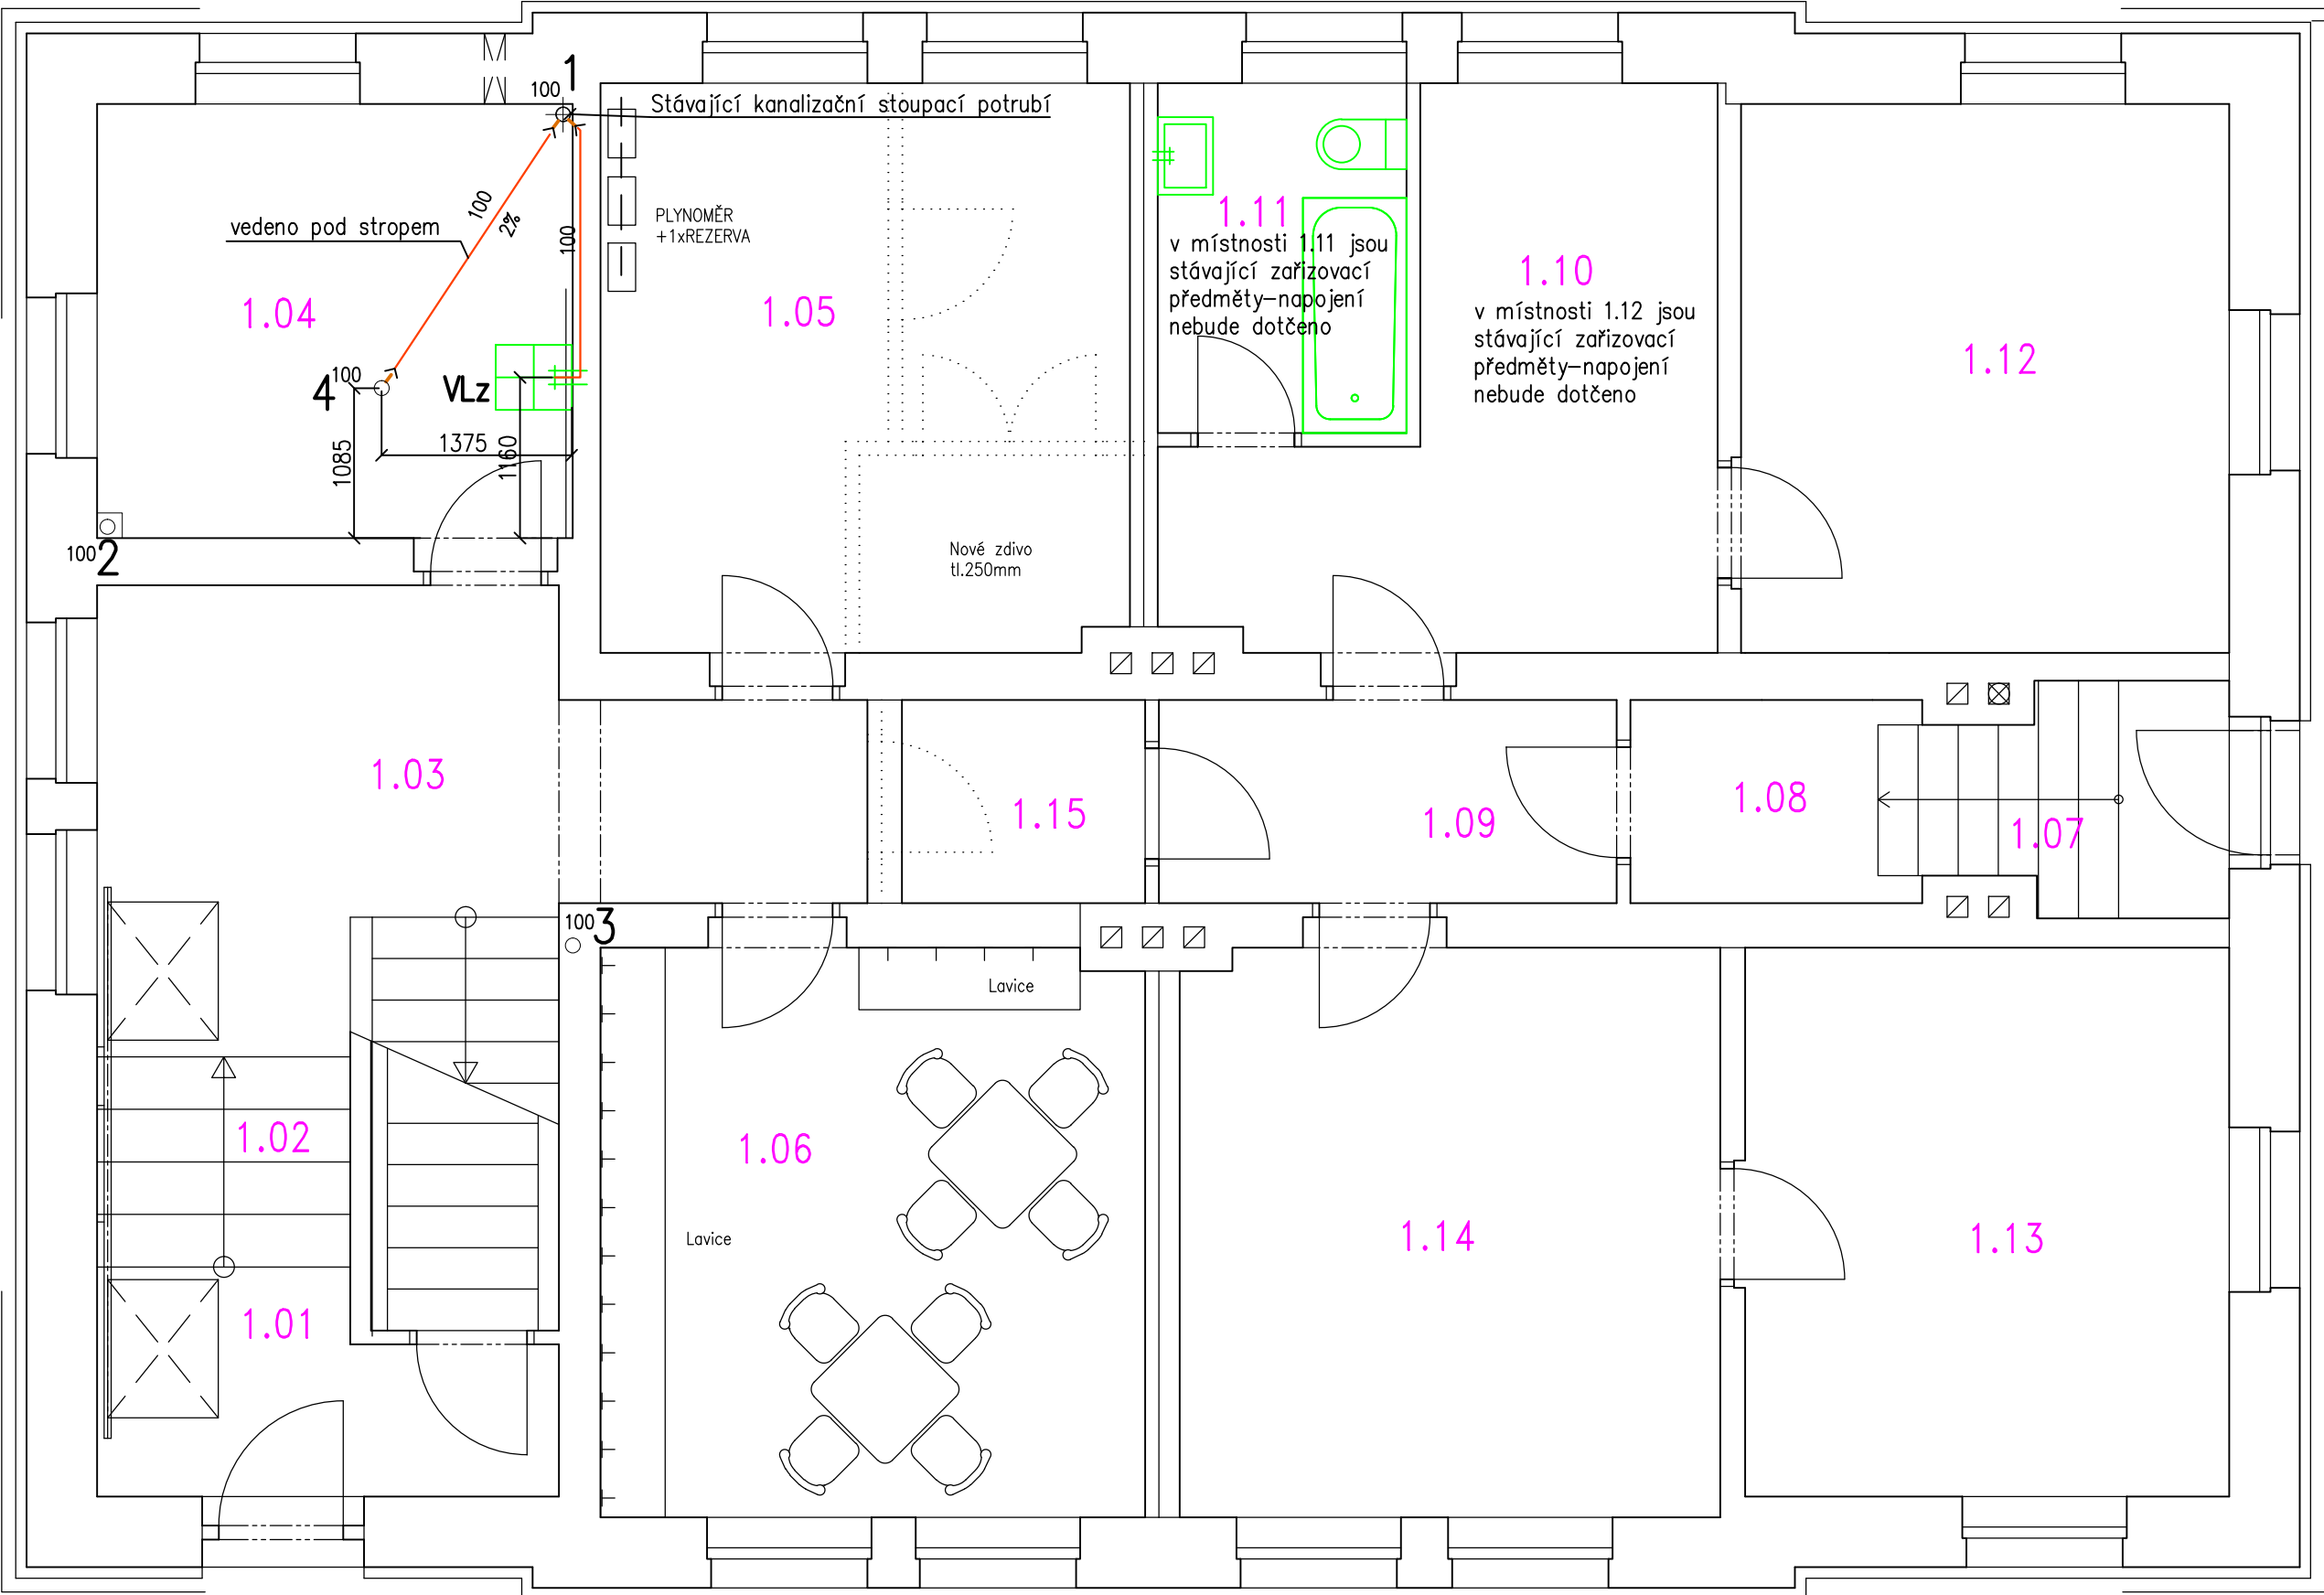 1
100
Stávající kanalizační stoupací potrubí
100
2%
vedeno pod stropem
100
PLYNOMĚR
+1xREZERVA
1.11
v místnosti 1.11 jsou
stávající zařizovací
předměty-napojení
nebude dotčeno
1.10
v místnosti 1.12 jsou
stávající zařizovací
předměty-napojení
nebude dotčeno
1.04
1.05
1.12
100
4
VLz
1375
1085
1160
100
2
Nové zdivo
tl.250mm
1.03
1.15
1.09
1.08
1.07
100
3
Lavice
1.02
1.06
Lavice
1.14
1.13
1.01